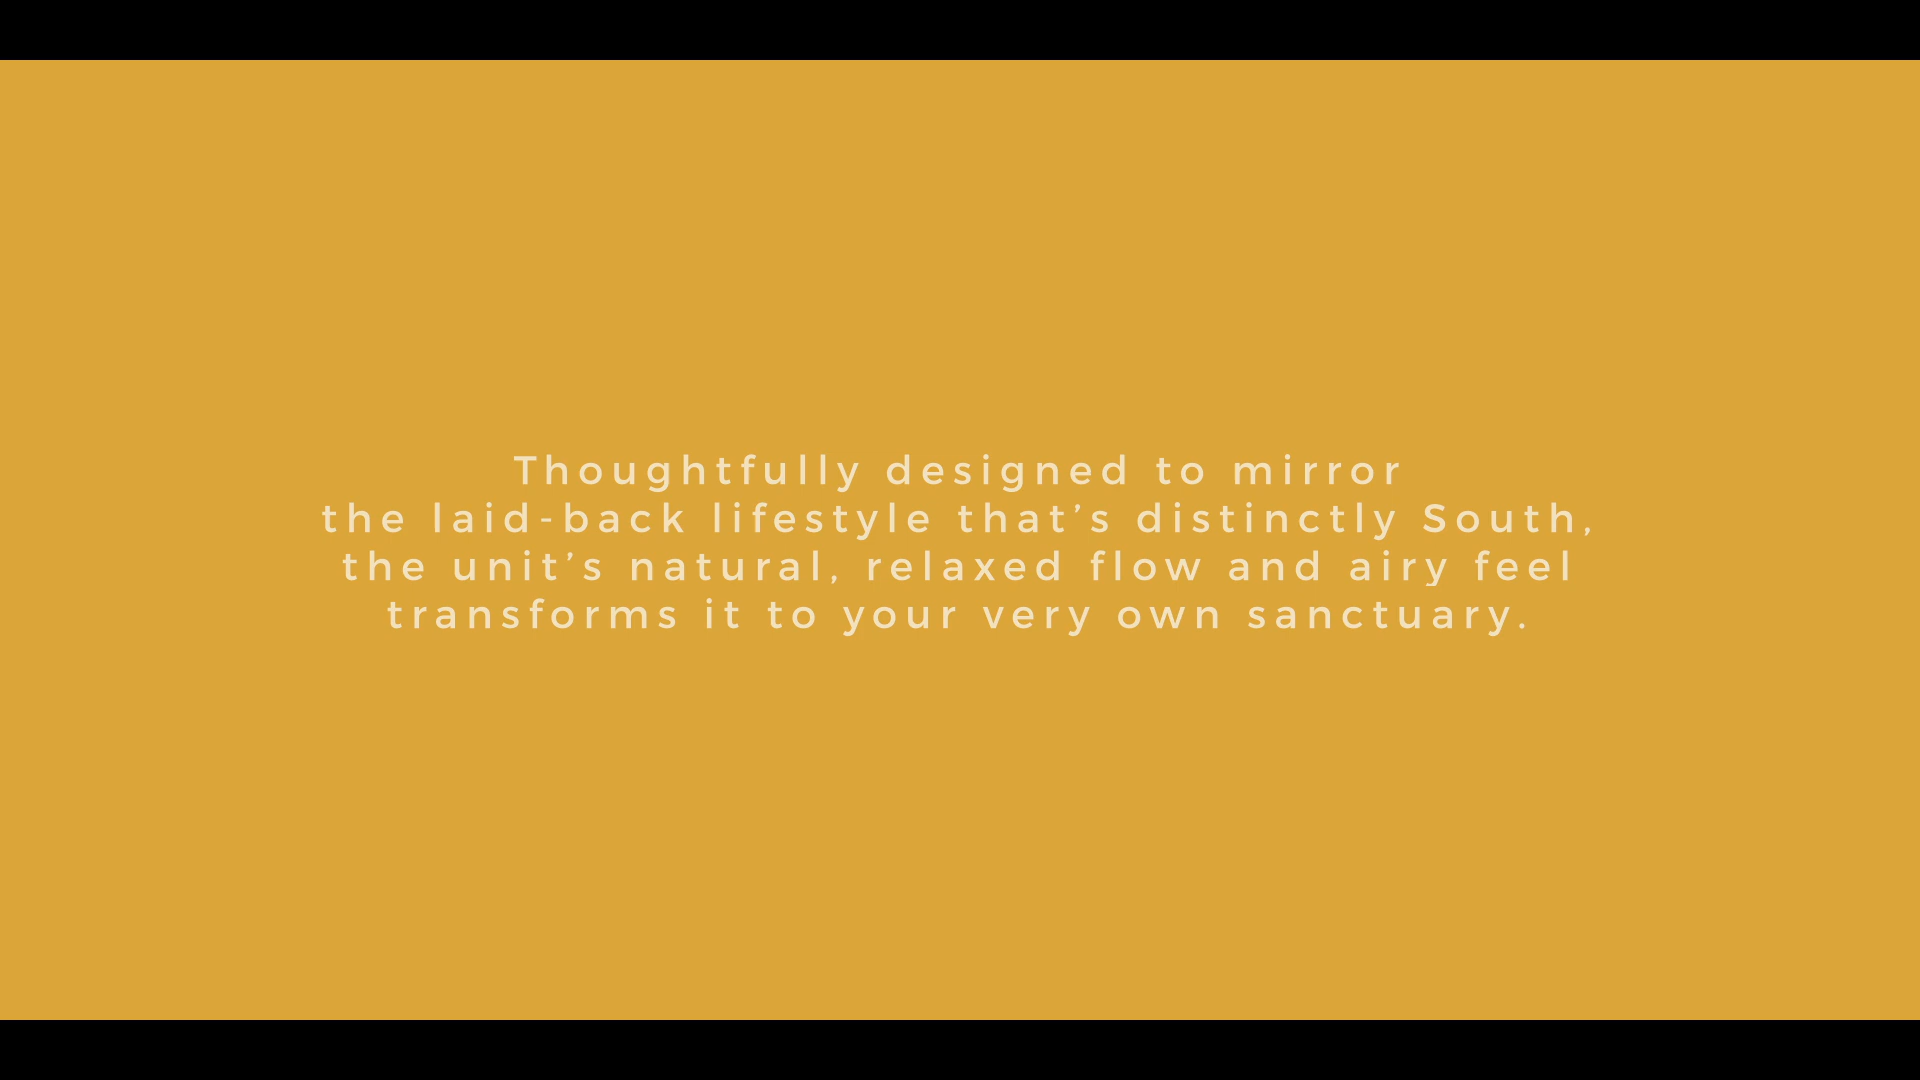 Thoughtfully designed to mirror
the laid-back lifestyle that’s distinctly South,
the unit’s natural, relaxed flow and airy feel
transforms it to your very own sanctuary.